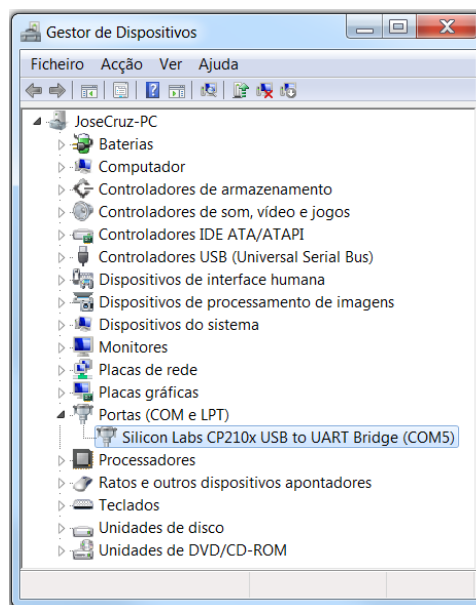 Gestor de Dispositivos
Ficheiro Acção Ver Ajuda
JoseCruz-PC
Baterias
Computador
Controladores de armazenamento
Controladores de som, vídeo e jogos
Controladores IDE ATA/ATAPI
Controladores USB (Universal Serial Bus)
Dispositivos de interface humana
Dispositivos de processamento de imagens
Dispositivos do sistema
Monitores
Placas de rede
Placas gráficas
Portas (COM e LPT)
Silicon Labs CP210x USB to UART Bridge (COM5)
Processadores
Ratos e outros dispositivos apontadores
Teclados
Unidades de disco
Unidades de DVD/CD-ROM